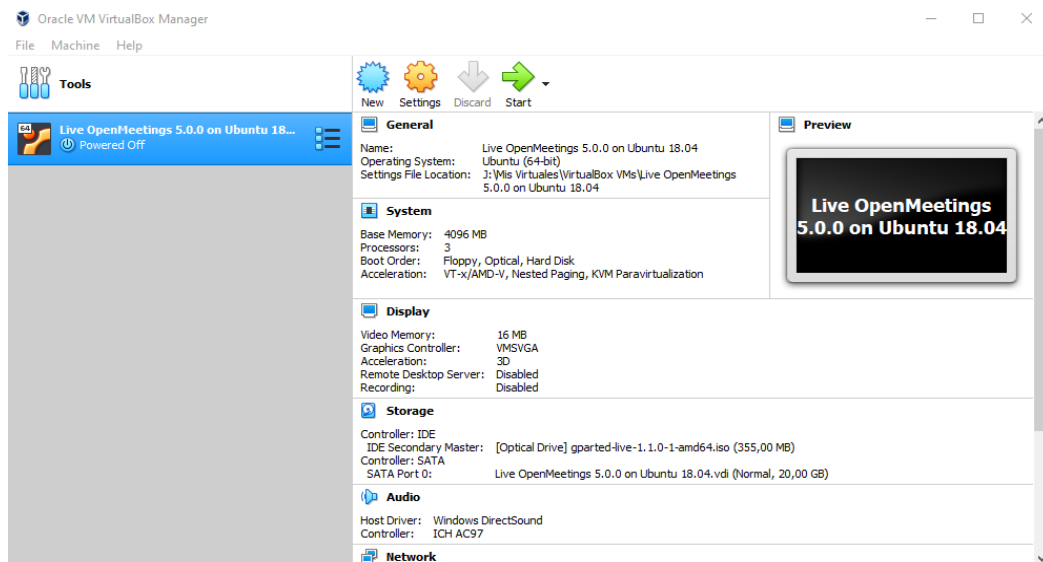 Oracle VM VirtualBox Manager
File Machine Help
Tools
New Settings Discard Start
64
Live OpenMeetings 5.0.0 on Ubuntu 18...
Powered Off
General
Name: Live OpenMeetings 5.0.0 on Ubuntu 18.04
Operating System: Ubuntu (64-bit)
Settings File Location: J:\Mis Virtuales\VirtualBox VMs\Live OpenMeetings
5.0.0 on Ubuntu 18.04
Preview
Live OpenMeetings
5.0.0 on Ubuntu 18.04
System
Base Memory: 4096 MB
Processors: 3
Boot Order: Floppy, Optical, Hard Disk
Acceleration: VT-x/AMD-V, Nested Paging, KVM Paravirtualization
Display
Video Memory: 16 MB
Graphics Controller: VMSVGA
Acceleration: 3D
Remote Desktop Server: Disabled
Recording: Disabled
Storage
Controller: IDE
IDE Secondary Master: [Optical Drive] gparted-live-1.1.0-1-amd64.iso (355,00 MB)
Controller: SATA
SATA Port 0: Live OpenMeetings 5.0.0 on Ubuntu 18.04.vdi (Normal, 20,00 GB)
Audio
Host Driver: Windows DirectSound
Controller: ICH AC97
Network